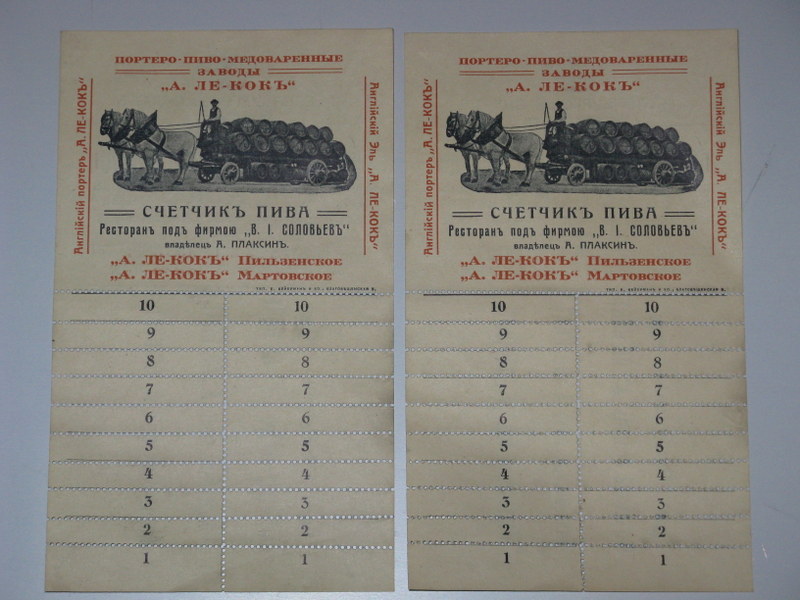 ПОРТЕРО-ПИВО-МЕДОВАРЕННЫЕ
ЗАВОДЫ
„А. ЛЕ-КОКЪ“
Англійскій портеръ „А. ЛЕ-КОКЪ“
Англійскій Эль „А. ЛЕ-КОКЪ“
СЧЕТЧИКЪ ПИВА
Ресторанъ подъ фирмою „В. І. СОЛОВЬЕВЪ“
владѣлецъ А. ПЛАКСИНЪ.
„А. ЛЕ-КОКЪ“ Пильзенское
„А. ЛЕ-КОКЪ“ Мартовское
10 10
9 9
8 8
7 7
6 6
5 5
4 4
3 3
2 2
1 1
ПОРТЕРО-ПИВО-МЕДОВАРЕННЫЕ
ЗАВОДЫ
„А. ЛЕ-КОКЪ“
Англійскій портеръ „А. ЛЕ-КОКЪ“
Англійскій Эль „А. ЛЕ-КОКЪ“
СЧЕТЧИКЪ ПИВА
Ресторанъ подъ фирмою „В. І. СОЛОВЬЕВЪ“
владѣлецъ А. ПЛАКСИНЪ.
„А. ЛЕ-КОКЪ“ Пильзенское
„А. ЛЕ-КОКЪ“ Мартовское
10 10
9 9
8 8
7 7
6 6
5 5
4 4
3 3
2 2
1 1